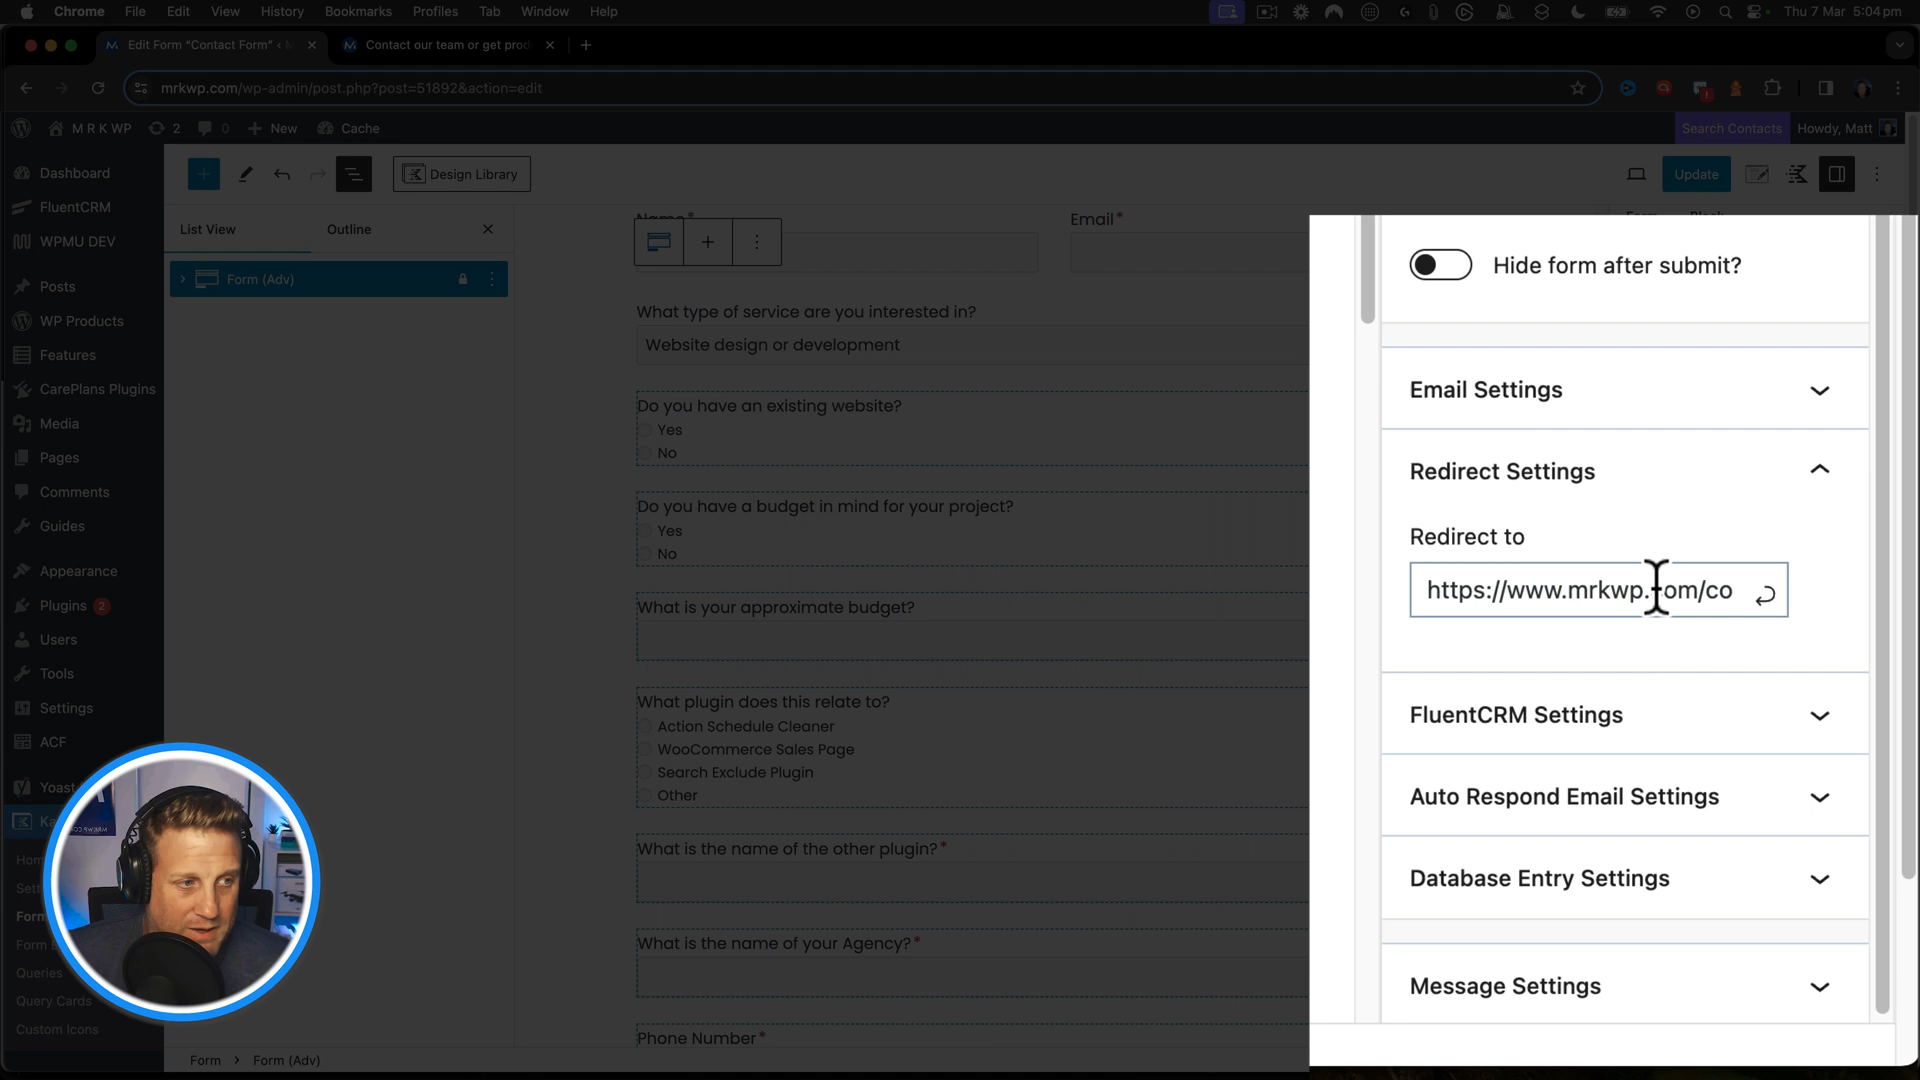 Chrome File Edit View History Bookmarks Profiles Tab Window Help Thu 7 Mar 5:04 pm
Edit Form "Contact Form" ‹ M
Contact our team or get prod
mrkwp.com/wp-admin/post.php?post=51892&action=edit
M R K WP 2 0 New Cache Search Contacts Howdy, Matt
Dashboard
FluentCRM
WPMU DEV
Posts
WP Products
Features
CarePlans Plugins
Media
Pages
Comments
Guides
Appearance
Plugins 2
Users
Tools
Settings
ACF
Yoast
Ka
Form
Queries
Query Cards
Custom Icons
Design Library
Update
List View
Outline
Form (Adv)
Name*
Email*
What type of service are you interested in?
Website design or development
Do you have an existing website?
Yes
No
Do you have a budget in mind for your project?
Yes
No
What is your approximate budget?
What plugin does this relate to?
Action Schedule Cleaner
WooCommerce Sales Page
Search Exclude Plugin
Other
What is the name of the other plugin?*
What is the name of your Agency?*
Phone Number*
Form > Form (Adv)
Hide form after submit?
Email Settings
Redirect Settings
Redirect to
https://www.mrkwp.com/co
FluentCRM Settings
Auto Respond Email Settings
Database Entry Settings
Message Settings